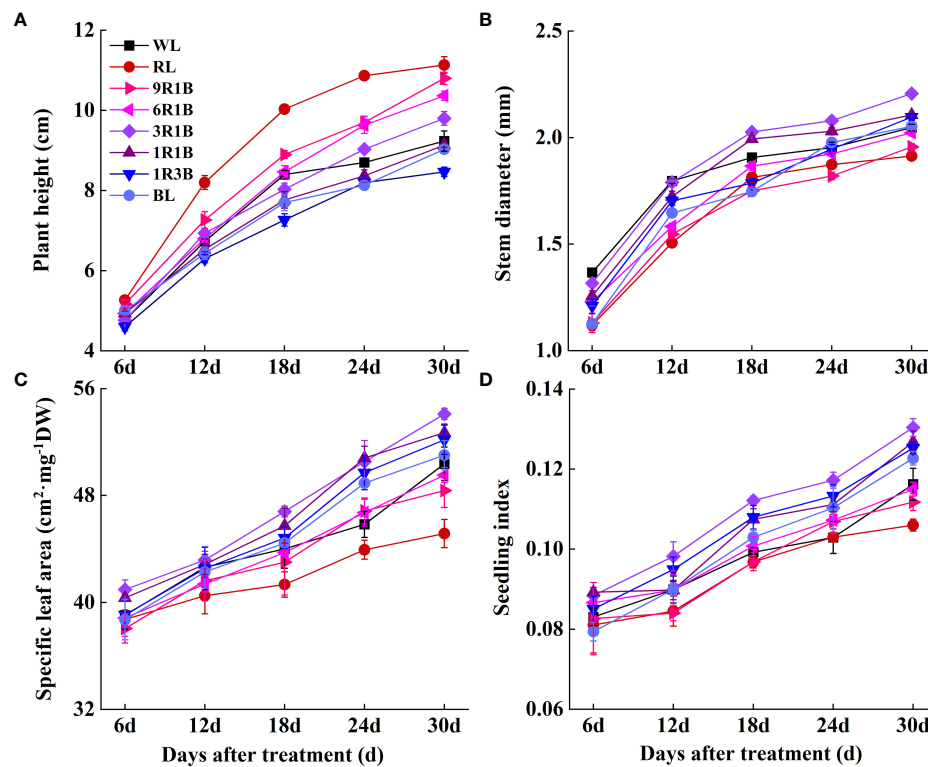 A
Plant height (cm)
12
10
8
6
4
WL
RL
9R1B
6R1B
3R1B
1R1B
1R3B
BL
6d 12d 18d 24d 30d
B
Stem diameter (mm)
2.5
2.0
1.5
1.0
6d 12d 18d 24d 30d
C
Specific leaf area (cm²·mg⁻¹DW)
56
48
40
32
6d 12d 18d 24d 30d
Days after treatment (d)
D
Seedling index
0.14
0.12
0.10
0.08
0.06
6d 12d 18d 24d 30d
Days after treatment (d)